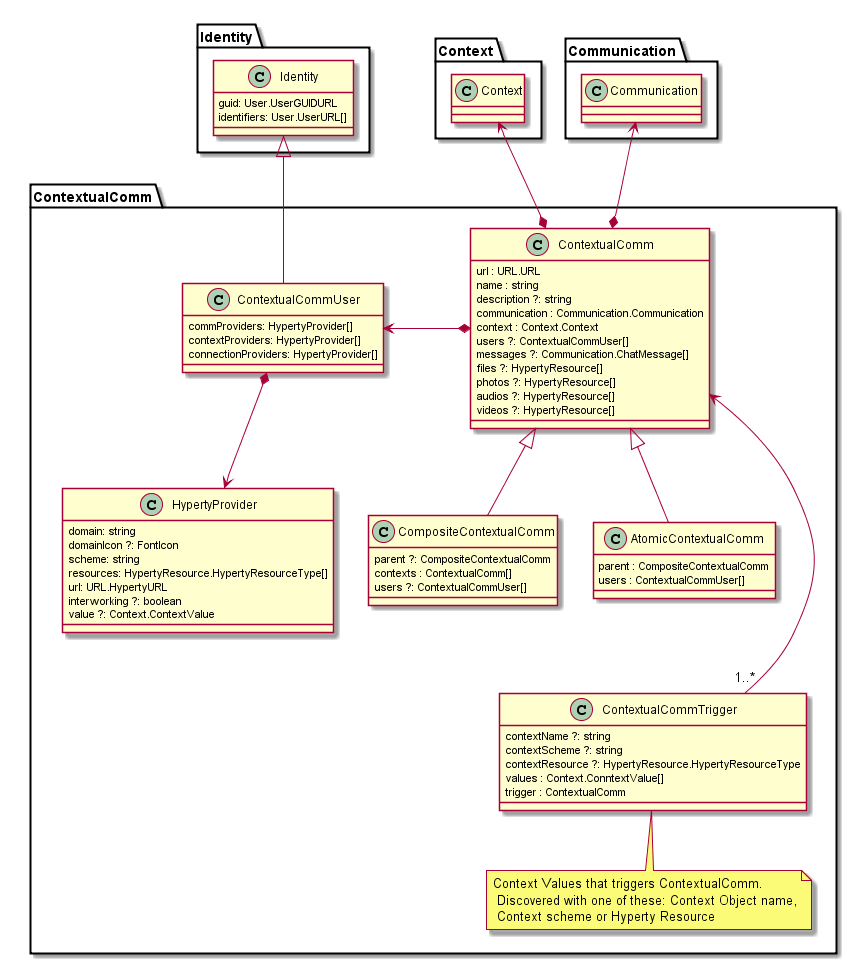 Identity
C Identity
guid: User.UserGUIDURL
identifiers: User.UserURL[]
Context
C Context
Communication
C Communication
ContextualComm
C ContextualComm
url : URL.URL
name : string
description ?: string
communication : Communication.Communication
context : Context.Context
users ?: ContextualCommUser[]
messages ?: Communication.ChatMessage[]
files ?: HypertyResource[]
photos ?: HypertyResource[]
audios ?: HypertyResource[]
videos ?: HypertyResource[]
C ContextualCommUser
commProviders: HypertyProvider[]
contextProviders: HypertyProvider[]
connectionProviders: HypertyProvider[]
C HypertyProvider
domain: string
domainIcon ?: FontIcon
scheme: string
resources: HypertyResource.HypertyResourceType[]
url: URL.HypertyURL
interworking ?: boolean
value ?: Context.ContextValue
C CompositeContextualComm
parent ?: CompositeContextualComm
contexts : ContextualComm[]
users ?: ContextualCommUser[]
C AtomicContextualComm
parent : CompositeContextualComm
users : ContextualCommUser[]
1..*
C ContextualCommTrigger
contextName ?: string
contextScheme ?: string
contextResource ?: HypertyResource.HypertyResourceType
values : Context.ConntextValue[]
trigger : ContextualComm
Context Values that triggers ContextualComm.
Discovered with one of these: Context Object name,
Context scheme or Hyperty Resource